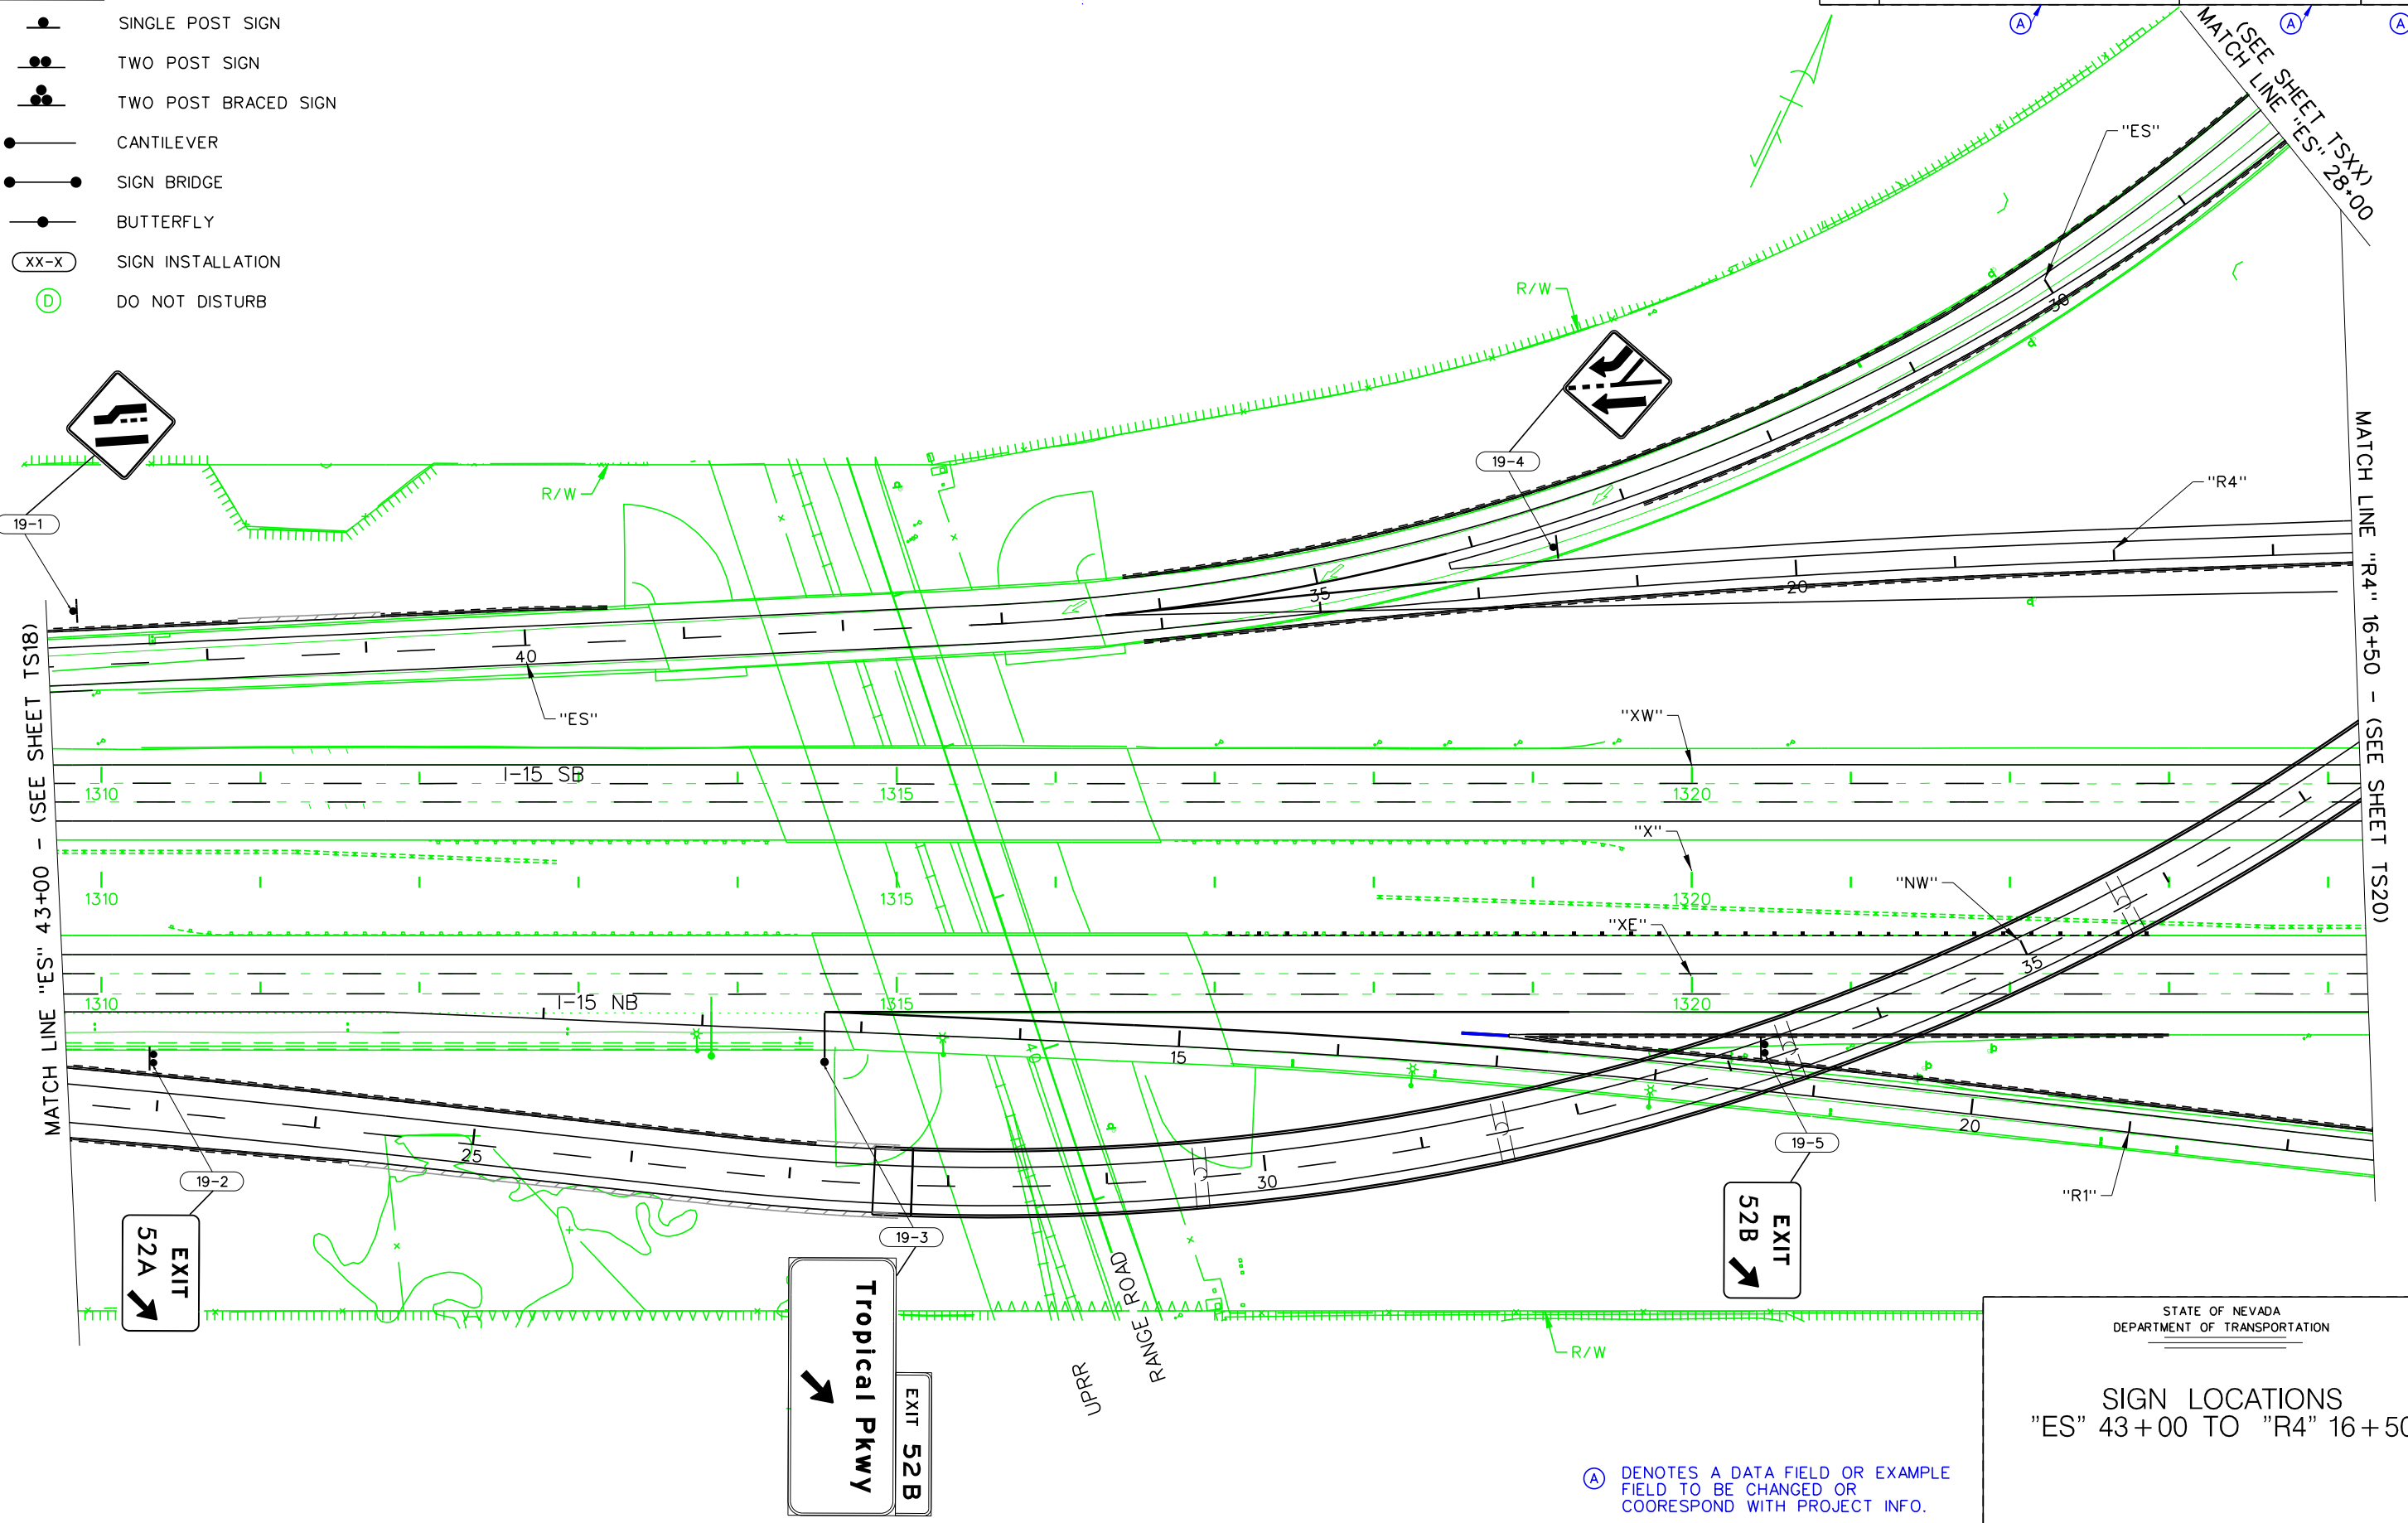 SINGLE POST SIGN
TWO POST SIGN
TWO POST BRACED SIGN
CANTILEVER
SIGN BRIDGE
BUTTERFLY
XX-X SIGN INSTALLATION
D DO NOT DISTURB
A
A
A
(SEE SHEET TSXX)
MATCH LINE "ES" 28+00
"ES"
30
R/W
R/W
19-1
19-4
"R4"
MATCH LINE "R4" 16+50 - (SEE SHEET TS20)
35
20
40
"ES"
MATCH LINE "ES" 43+00 - (SEE SHEET TS18)
"XW"
I-15 SB
1310
1315
1320
"X"
1310
1315
1320
"NW"
"XE"
35
I-15 NB
1310
1315
1320
40
15
20
25
30
19-2
19-3
19-5
"R1"
EXIT
52A
EXIT 52B
Tropical Pkwy
EXIT
52B
UPRR
RANGE ROAD
R/W
STATE OF NEVADA
DEPARTMENT OF TRANSPORTATION
SIGN LOCATIONS
"ES" 43+00 TO "R4" 16+50
A DENOTES A DATA FIELD OR EXAMPLE
FIELD TO BE CHANGED OR
COORESPOND WITH PROJECT INFO.